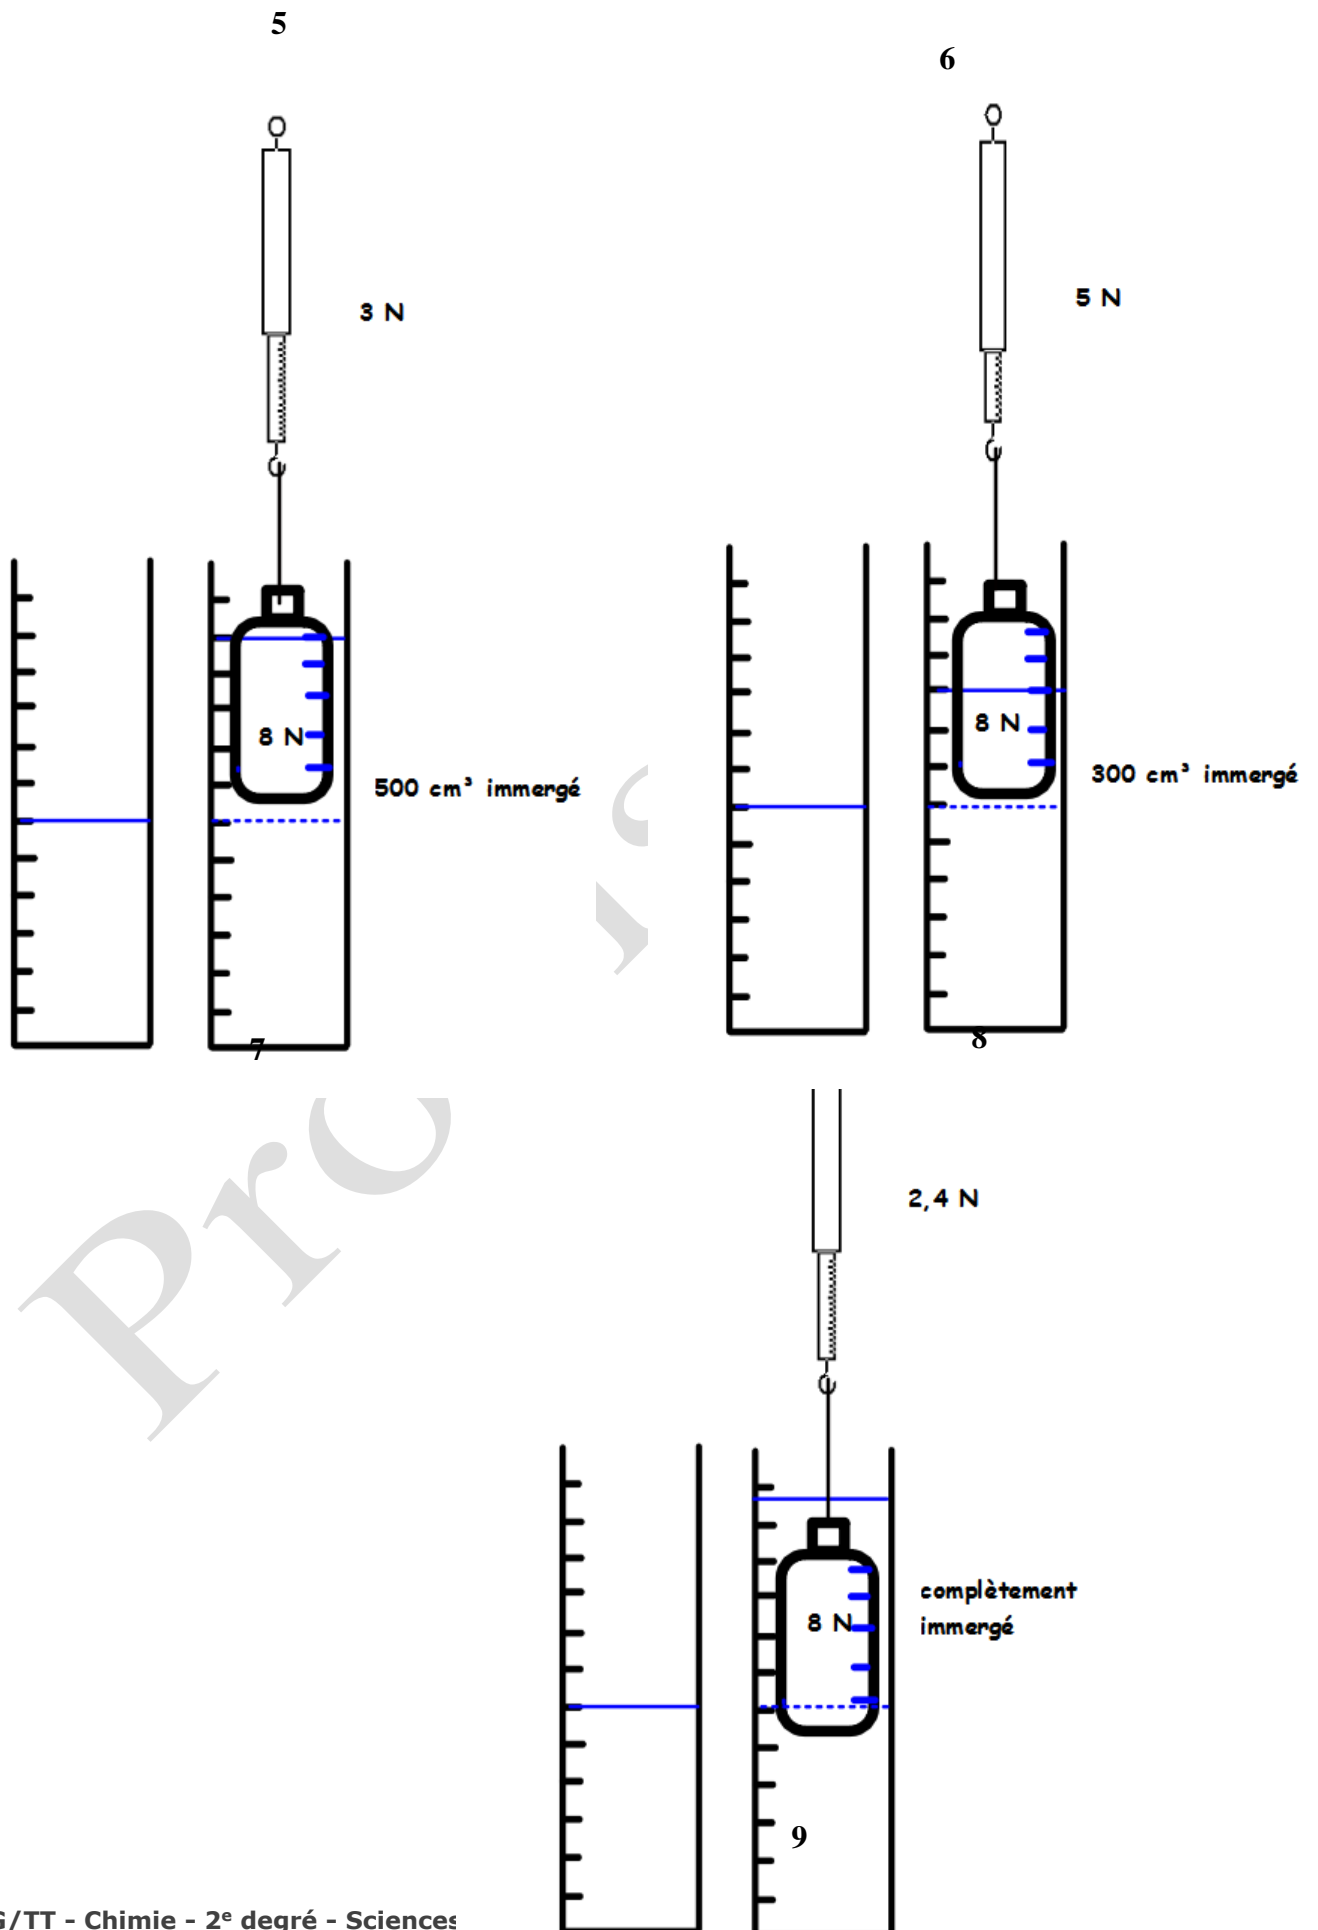 5
6
3 N
5 N
8 N
8 N
500 cm³ immergé
300 cm³ immergé
7
8
Pro
2,4 N
complètement
immergé
8 N
9
G/TT - Chimie - 2e degré - Sciences